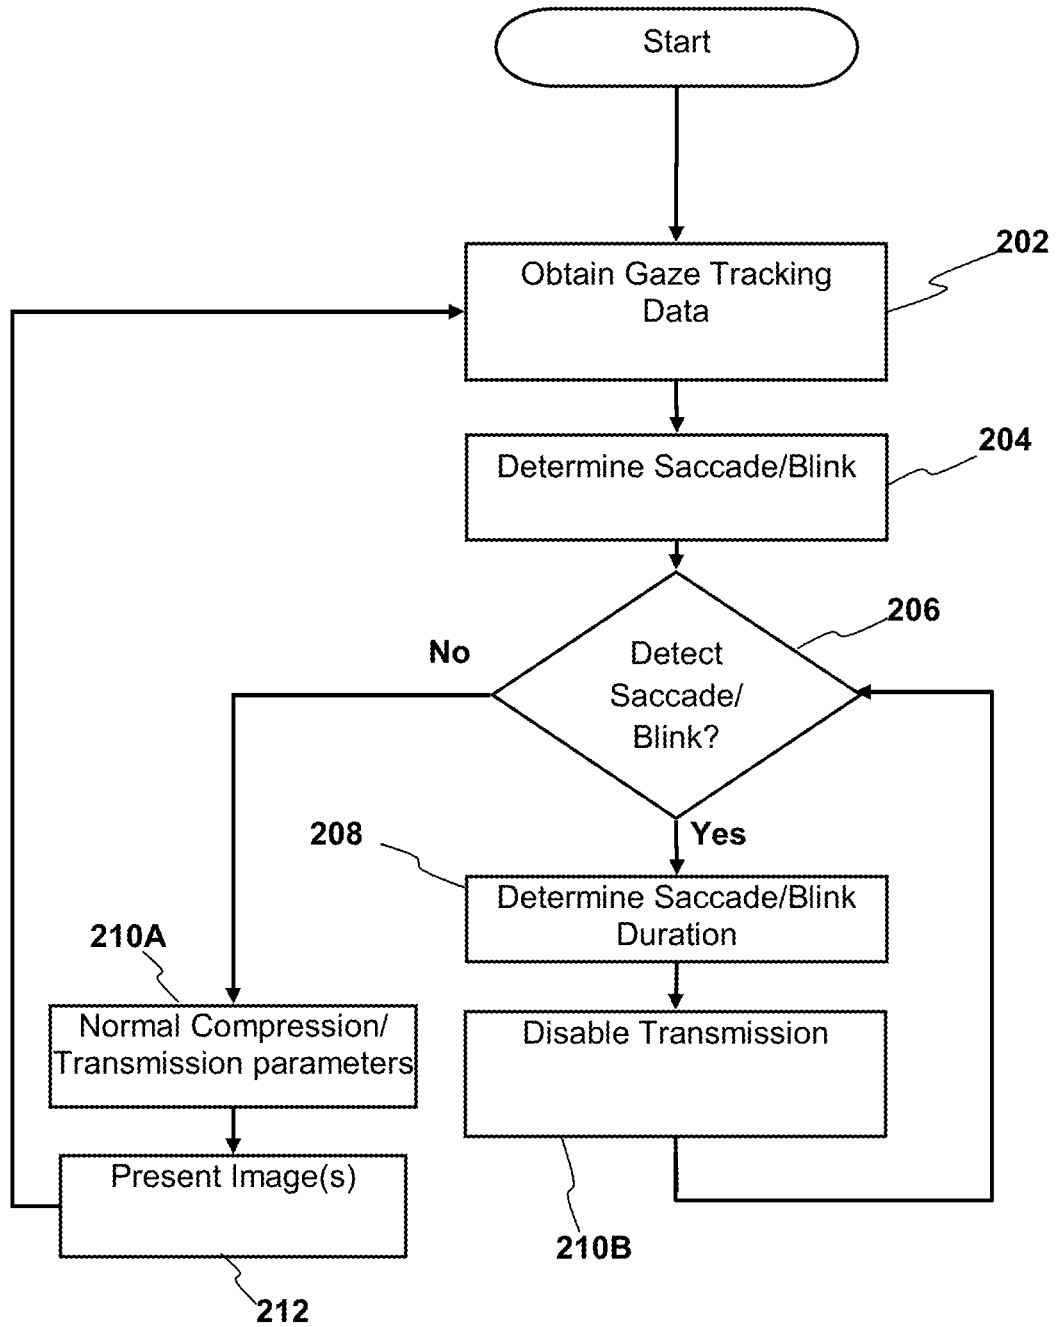 Start
202
Obtain Gaze Tracking
Data
204
Determine Saccade/Blink
206
No
Detect
Saccade/
Blink?
Yes
208
Determine Saccade/Blink
Duration
210A
Normal Compression/
Transmission parameters
Disable Transmission
Present Image(s)
210B
212